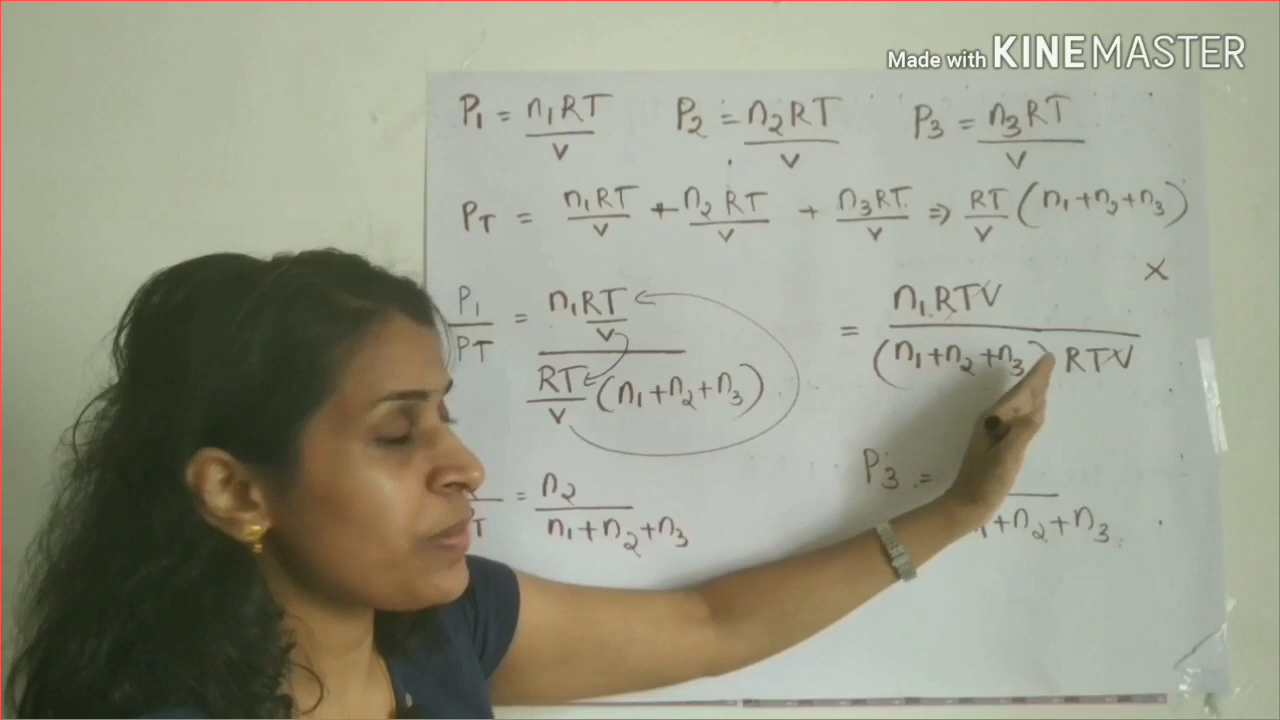 Made with KINEMASTER
P1 = n1RT/V P2 = n2RT/V P3 = n3RT/V
PT = n1RT/V + n2RT/V + n3RT/V ⇒ RT/V (n1+n2+n3)
x
P1/PT = (n1RT/V)/(RT/V (n1+n2+n3)) = n1RTV/((n1+n2+n3) RTV)
T = n2/(n1+n2+n3) P3 = 1+n2+n3